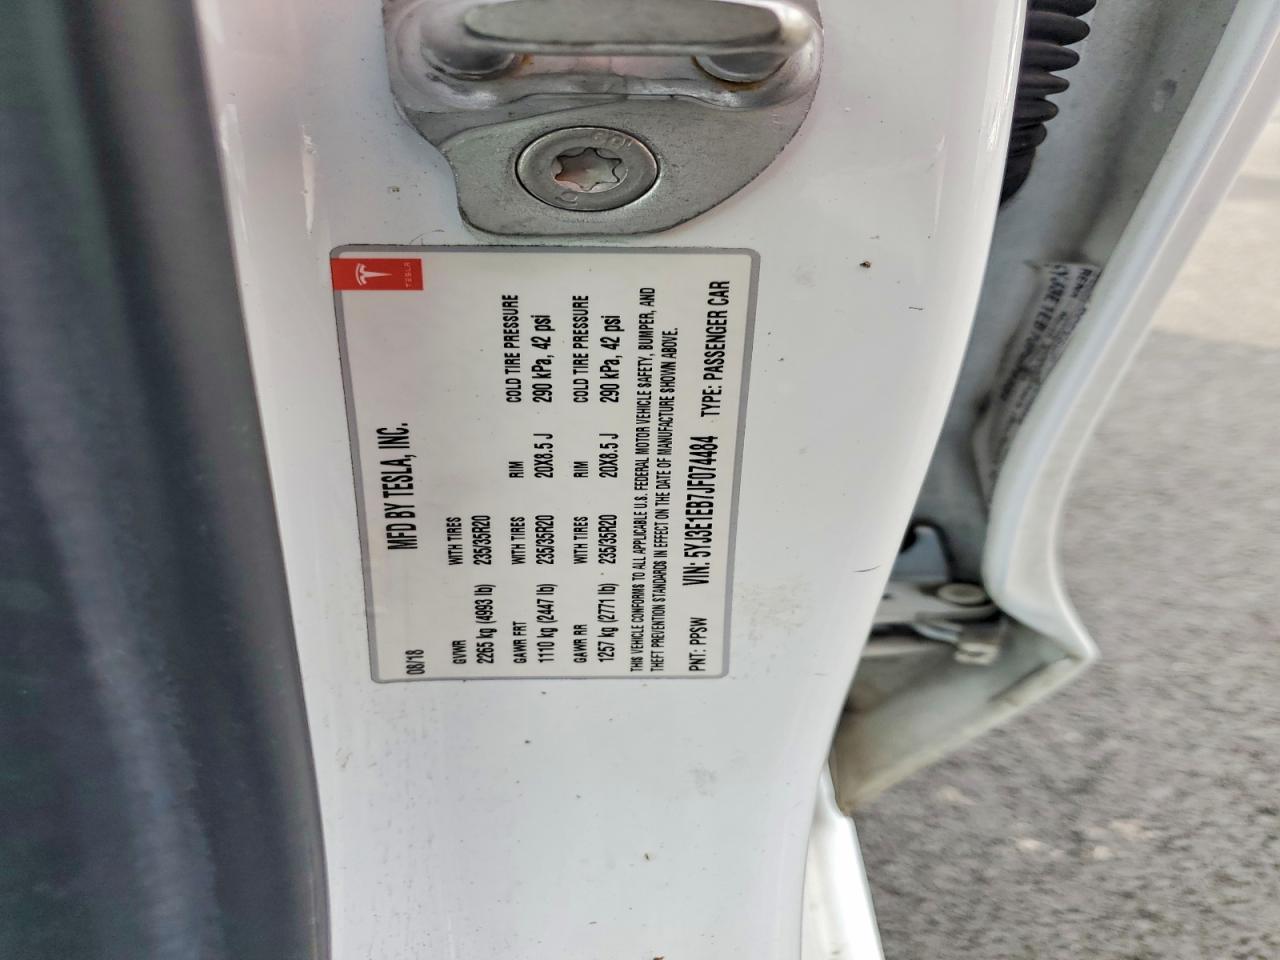 TESLA
MFD BY TESLA, INC.
08/18
GVWR WITH TIRES
2265 kg (4993 lb) 235/35R20
GAWR FRT WITH TIRES RIM COLD TIRE PRESSURE
1110 kg (2447 lb) 235/35R20 20X8.5 J 290 kPa, 42 psi
GAWR RR WITH TIRES RIM COLD TIRE PRESSURE
1257 kg (2771 lb) 235/35R20 20X8.5 J 290 kPa, 42 psi
THIS VEHICLE CONFORMS TO ALL APPLICABLE U.S. FEDERAL MOTOR VEHICLE SAFETY, BUMPER, AND
THEFT PREVENTION STANDARDS IN EFFECT ON THE DATE OF MANUFACTURE SHOWN ABOVE.
PNT: PPSW VIN: 5YJ3E1EB7JF074484 TYPE: PASSENGER CAR